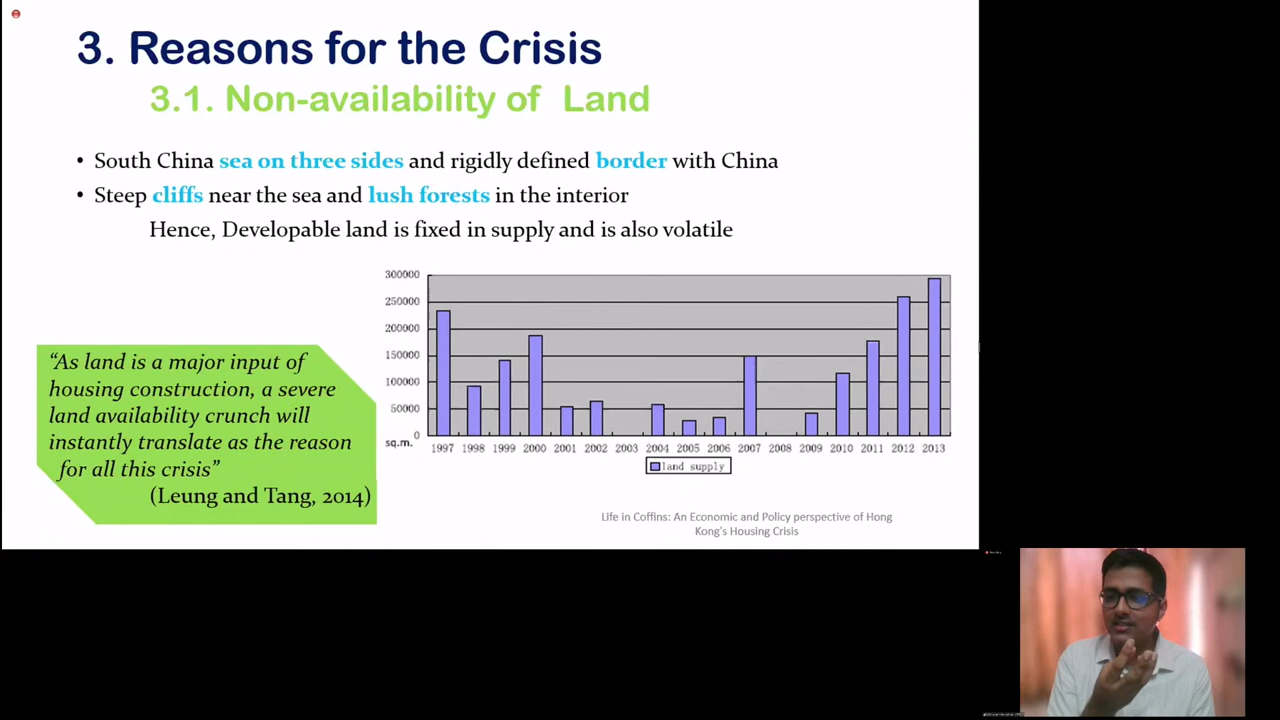 3. Reasons for the Crisis
3.1. Non-availability of Land
• South China sea on three sides and rigidly defined border with China
• Steep cliffs near the sea and lush forests in the interior
Hence, Developable land is fixed in supply and is also volatile
“As land is a major input of
housing construction, a severe
land availability crunch will
instantly translate as the reason
for all this crisis”
(Leung and Tang, 2014)
300000
250000
200000
150000
100000
50000
0
sq.m.
1997 1998 1999 2000 2001 2002 2003 2004 2005 2006 2007 2008 2009 2010 2011 2012 2013
land supply
Life in Coffins: An Economic and Policy perspective of Hong
Kong's Housing Crisis